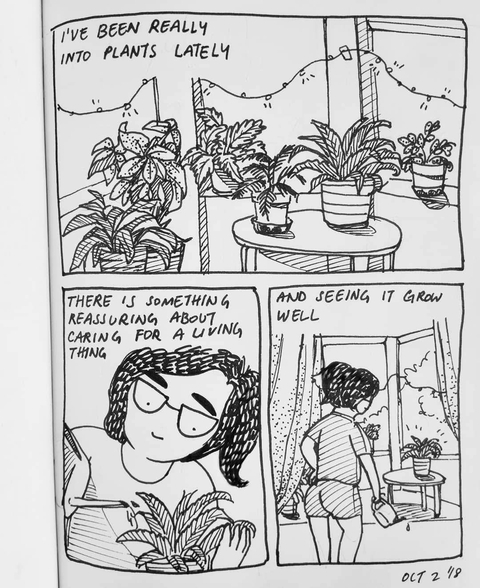 I'VE BEEN REALLY
INTO PLANTS LATELY
THERE IS SOMETHING
REASSURING ABOUT
CARING FOR A LIVING
THING
AND SEEING IT GROW
WELL
OCT 2 '18